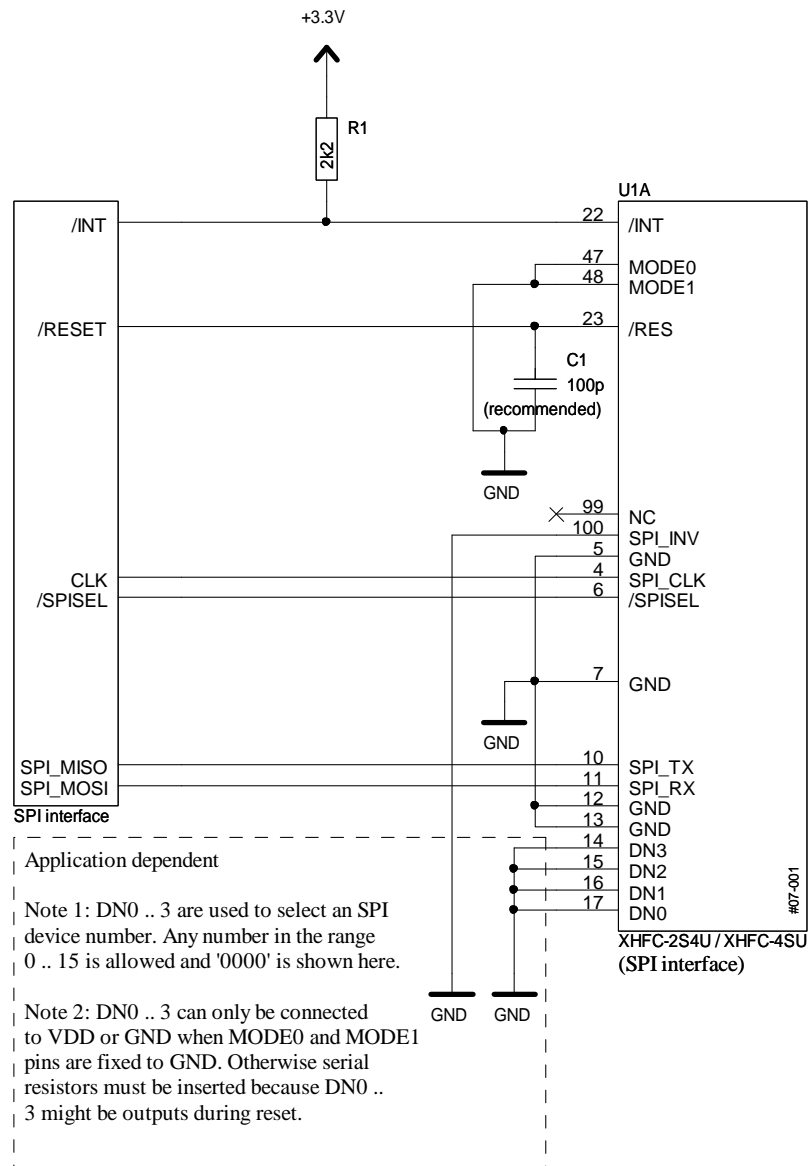 +3.3V
R1
2k2
U1A
/INT
22
/INT
47
MODE0
48
MODE1
/RESET
23
/RES
C1
100p
(recommended)
GND
99
NC
100
SPI_INV
5
GND
CLK
4
SPI_CLK
/SPISEL
6
/SPISEL
7
GND
GND
SPI_MISO
10
SPI_TX
SPI_MOSI
11
SPI_RX
12
GND
SPI interface
13
GND
14
DN3
15
DN2
16
DN1
17
DN0
#07-001
XHFC-2S4U / XHFC-4SU
(SPI interface)
Application dependent
Note 1: DN0 .. 3 are used to select an SPI
device number. Any number in the range
0 .. 15 is allowed and '0000' is shown here.
Note 2: DN0 .. 3 can only be connected
to VDD or GND when MODE0 and MODE1
pins are fixed to GND. Otherwise serial
resistors must be inserted because DN0 ..
3 might be outputs during reset.
GND
GND